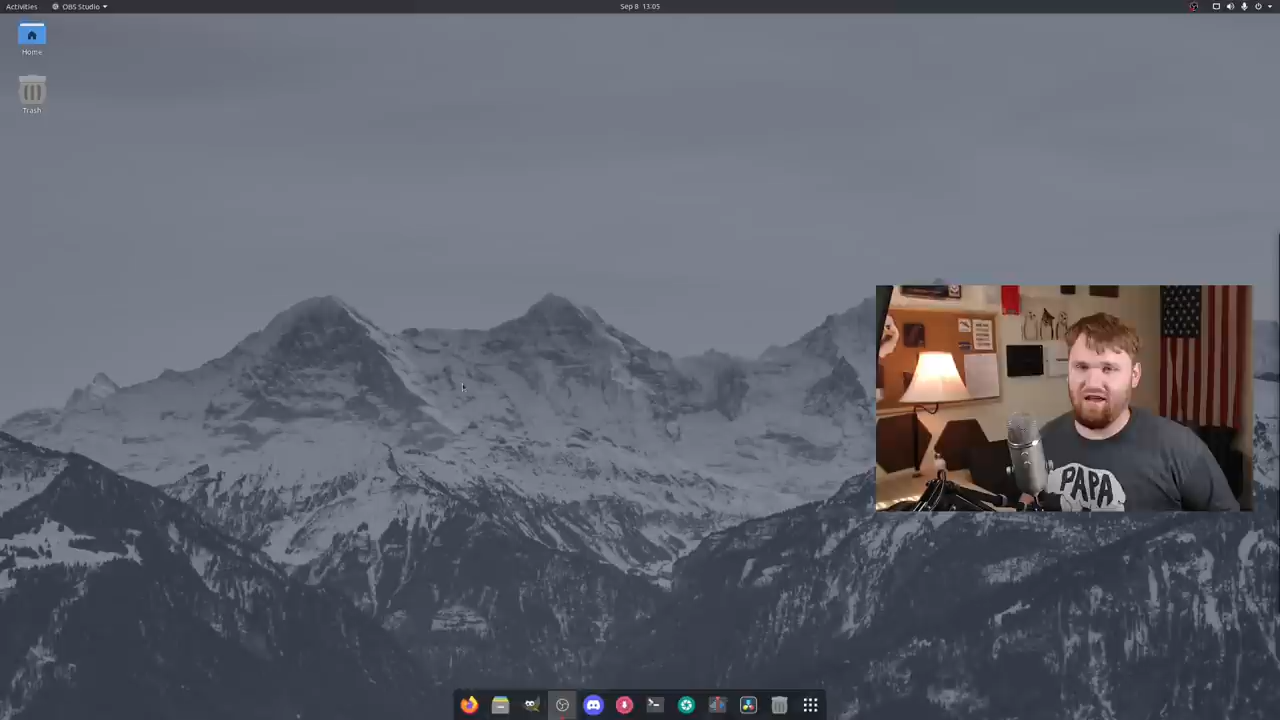 Activities
OBS Studio
Sep 8 13:05
Home
Trash
PAPA